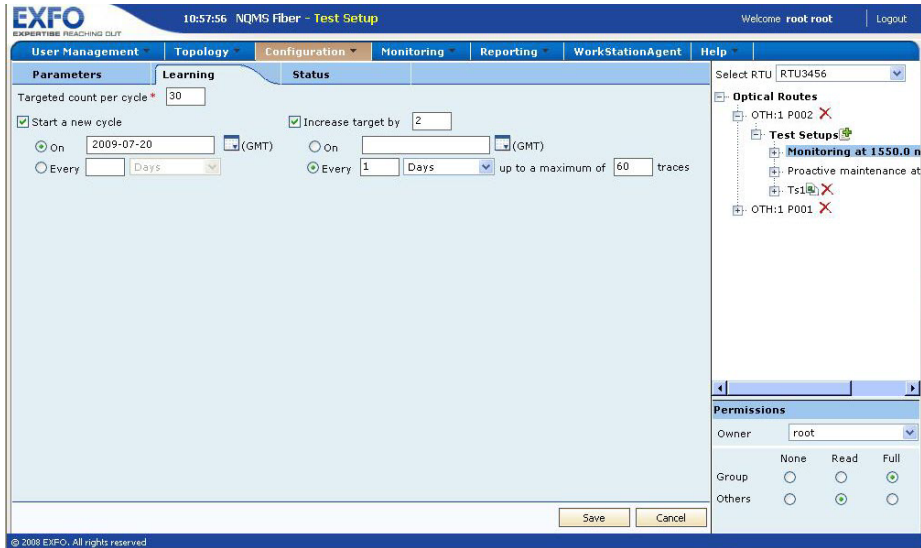 EXFO
EXPERTISE REACHING OUT
10:57:56 NQMS Fiber - Test Setup
Welcome root root
Logout
User Management
Topology
Configuration
Monitoring
Reporting
WorkStationAgent
Help
Parameters
Learning
Status
Targeted count per cycle * 30
Start a new cycle
On 2009-07-20 (GMT)
Every Days
Increase target by 2
On (GMT)
Every 1 Days up to a maximum of 60 traces
Save
Cancel
Select RTU RTU3456
Optical Routes
OTH:1 P002
Test Setups
Monitoring at 1550.0 n
Proactive maintenance at
Ts1
OTH:1 P001
Permissions
Owner root
None Read Full
Group
Others
© 2008 EXFO. All rights reserved